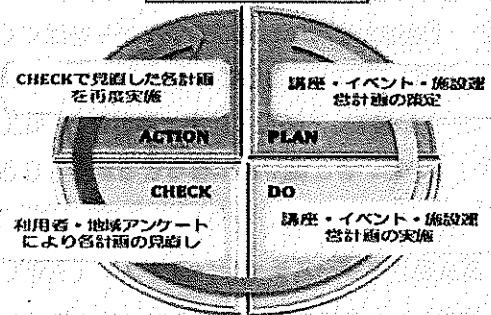 CHECKで見直した各計画
を再度実施
ACTION
講座・イベント・施設運
営計画の策定
PLAN
CHECK
利用者・地域アンケート
により各計画の見直し
DO
講座・イベント・施設運
営計画の実施